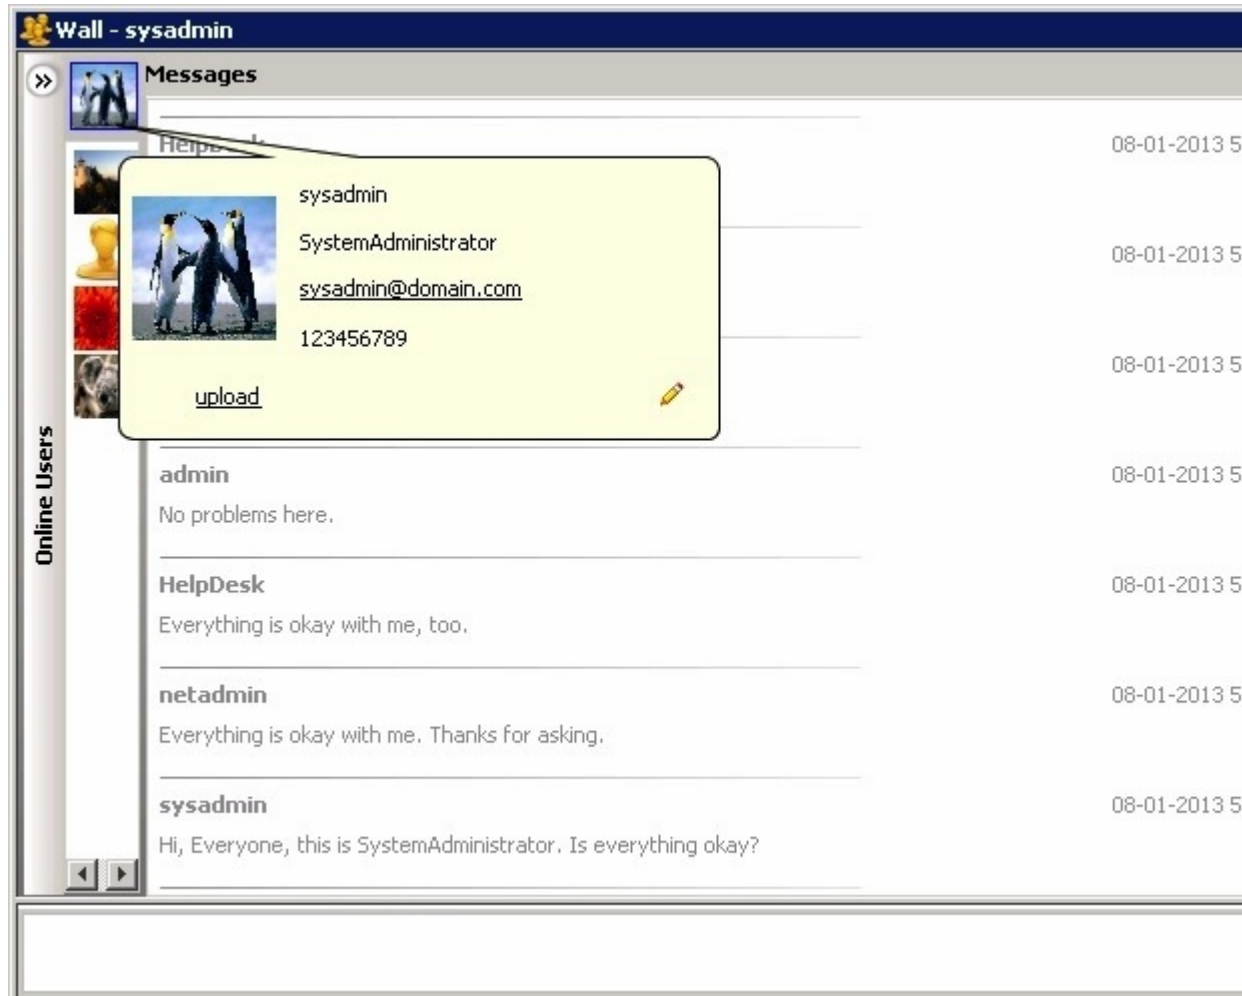 Wall - sysadmin
Messages
08-01-2013 5
sysadmin
SystemAdministrator
sysadmin@domain.com
123456789
upload
08-01-2013 5
08-01-2013 5
Online Users
admin 08-01-2013 5
No problems here.
HelpDesk 08-01-2013 5
Everything is okay with me, too.
netadmin 08-01-2013 5
Everything is okay with me. Thanks for asking.
sysadmin 08-01-2013 5
Hi, Everyone, this is SystemAdministrator. Is everything okay?